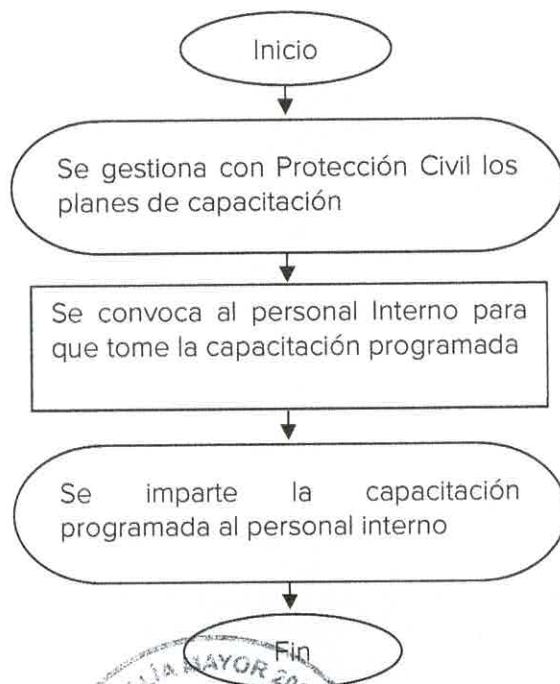 Inicio
Se gestiona con Protección Civil los
planes de capacitación
Se convoca al personal Interno para
que tome la capacitación programada
Se imparte la capacitación
programada al personal interno
Fin
MAYOR